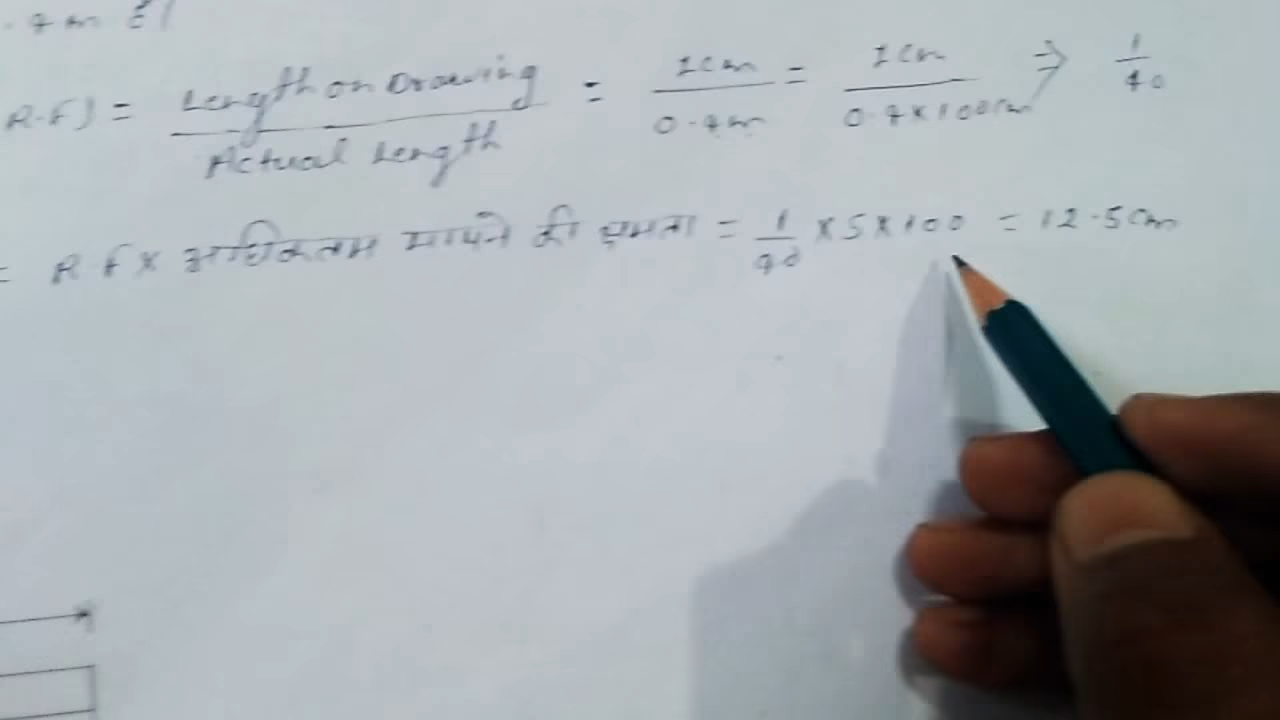 .4m है।
R.F) = Length on Drawing / Actual Length = 1cm / 0.4m = 1cm / 0.4×100cm ⇒ 1/40
= R F × अधिकतम मापने की क्षमता = 1/40 × 5 × 100 = 12.5cm